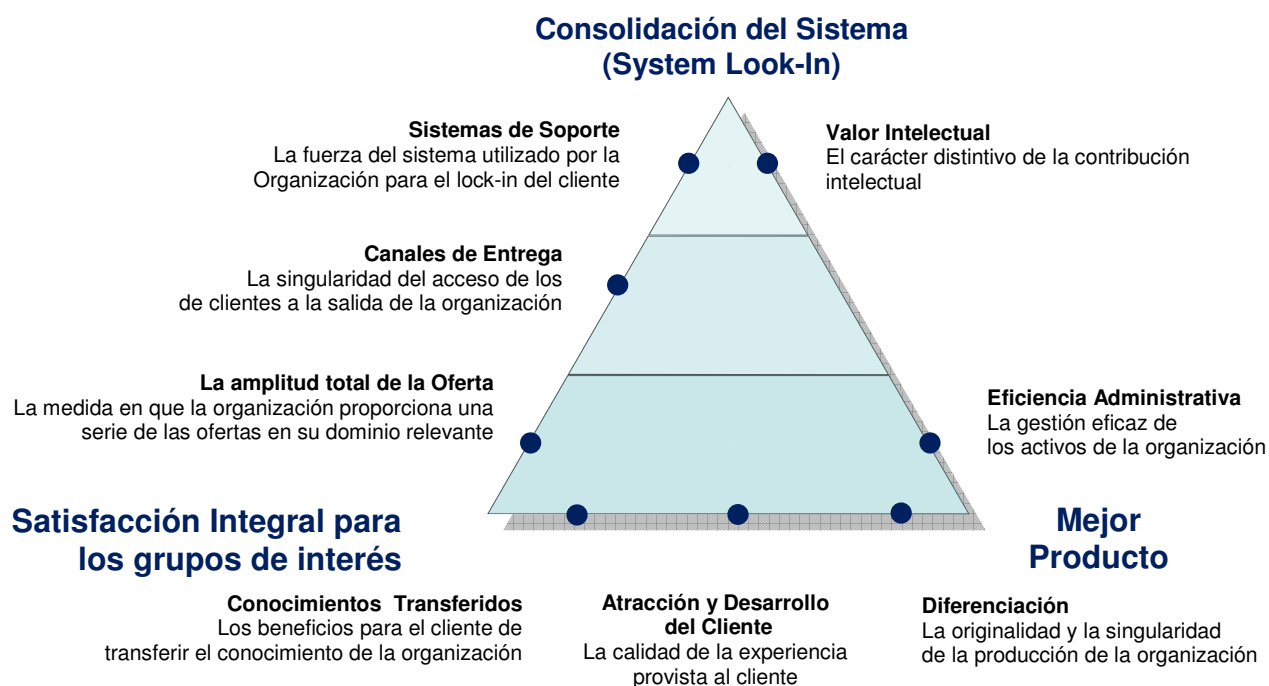 Consolidación del Sistema
(System Look-In)
Sistemas de Soporte
La fuerza del sistema utilizado por la
Organización para el lock-in del cliente
Valor Intelectual
El carácter distintivo de la contribución
intelectual
Canales de Entrega
La singularidad del acceso de los
de clientes a la salida de la organización
La amplitud total de la Oferta
La medida en que la organización proporciona una
serie de las ofertas en su dominio relevante
Eficiencia Administrativa
La gestión eficaz de
los activos de la organización
Satisfacción Integral para
los grupos de interés
Mejor
Producto
Conocimientos Transferidos
Los beneficios para el cliente de
transferir el conocimiento de la organización
Atracción y Desarrollo
del Cliente
La calidad de la experiencia
provista al cliente
Diferenciación
La originalidad y la singularidad
de la producción de la organización